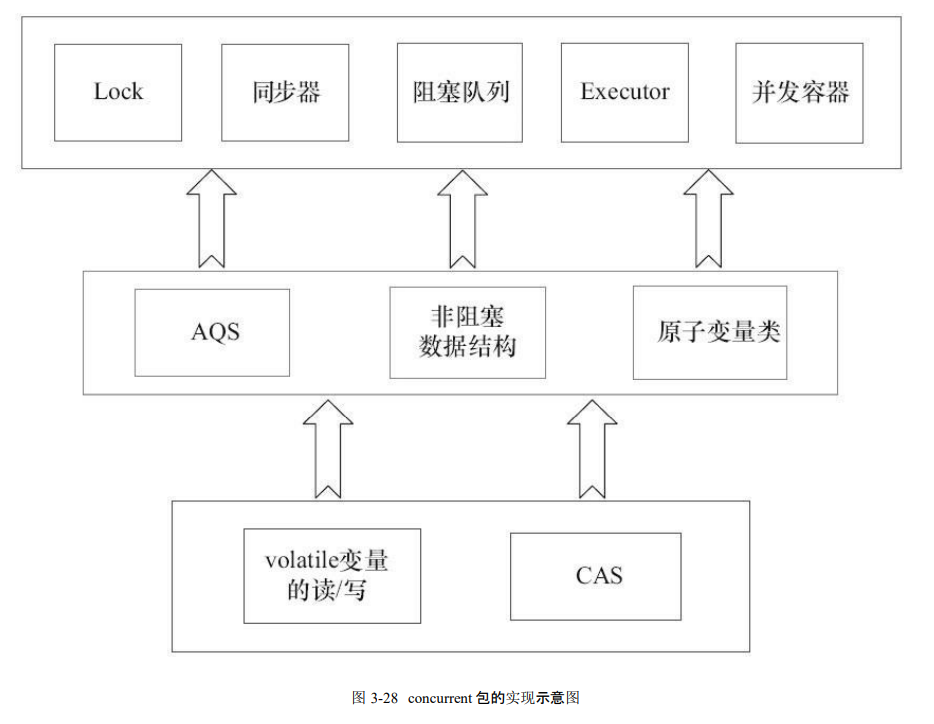 Lock
同步器
阻塞队列
Executor
并发容器
AQS
非阻塞
数据结构
原子变量类
volatile变量
的读/写
CAS
图 3-28 concurrent 包的实现示意图